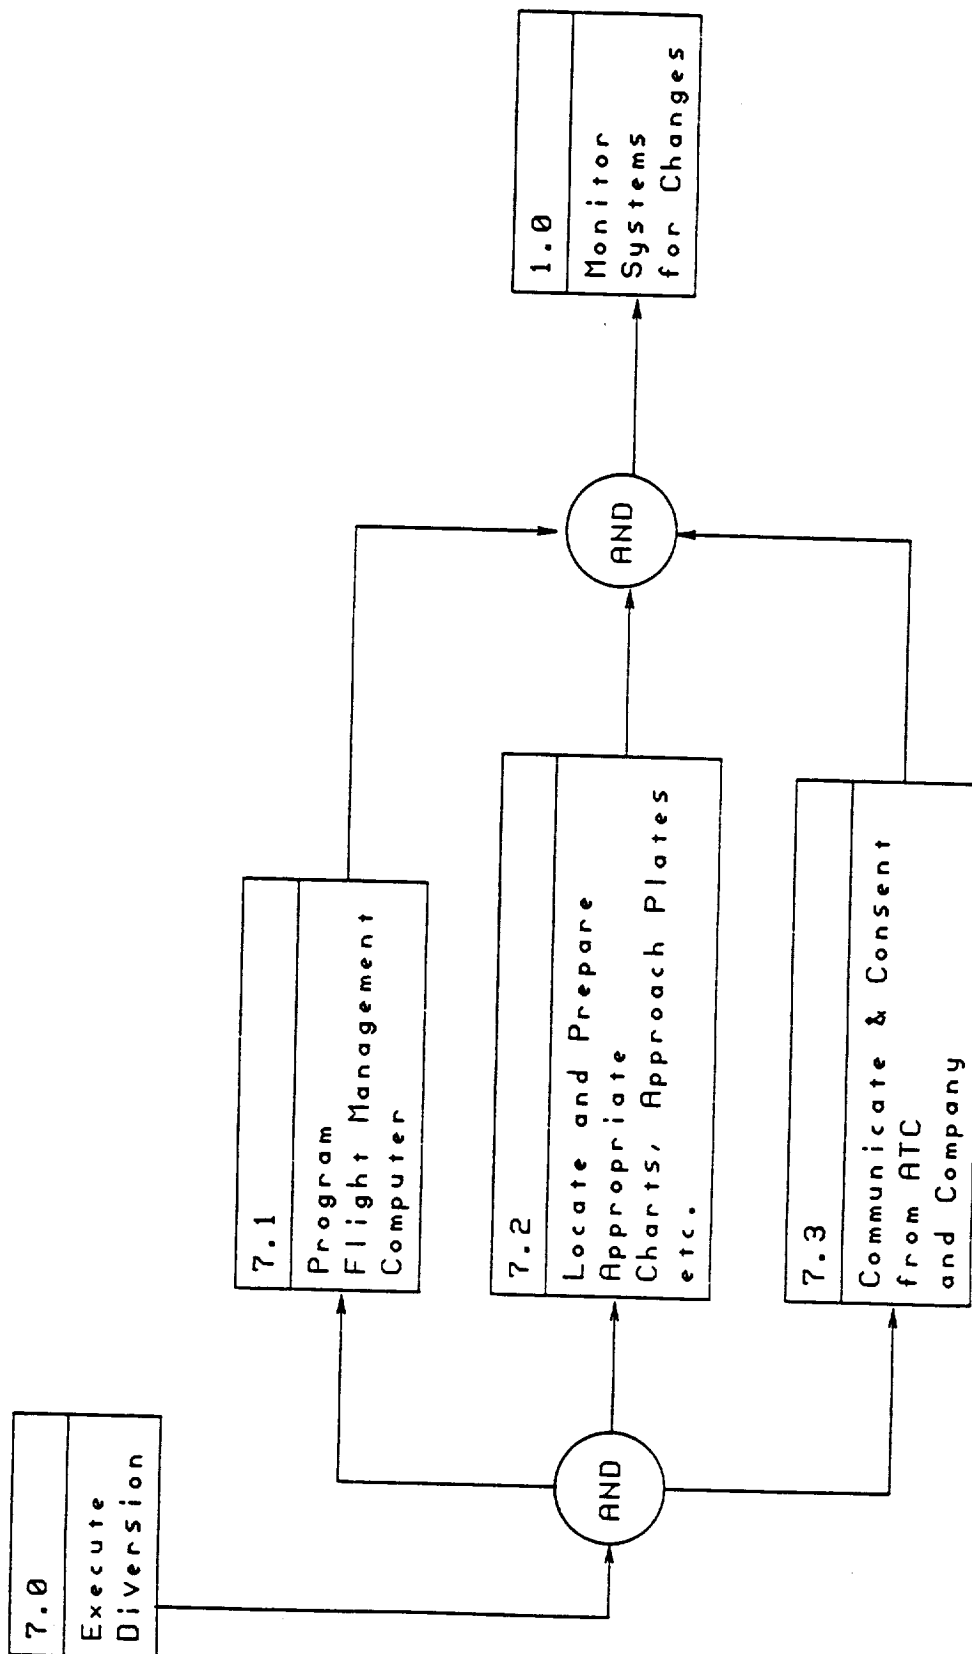 7.0
Execute
Diversion
AND
7.1
Program
Flight Management
Computer
7.2
Locate and Prepare
Appropriate
Charts, Approach Plates
etc.
7.3
Communicate & Consent
from ATC
and Company
AND
1.0
Monitor
Systems
for Changes